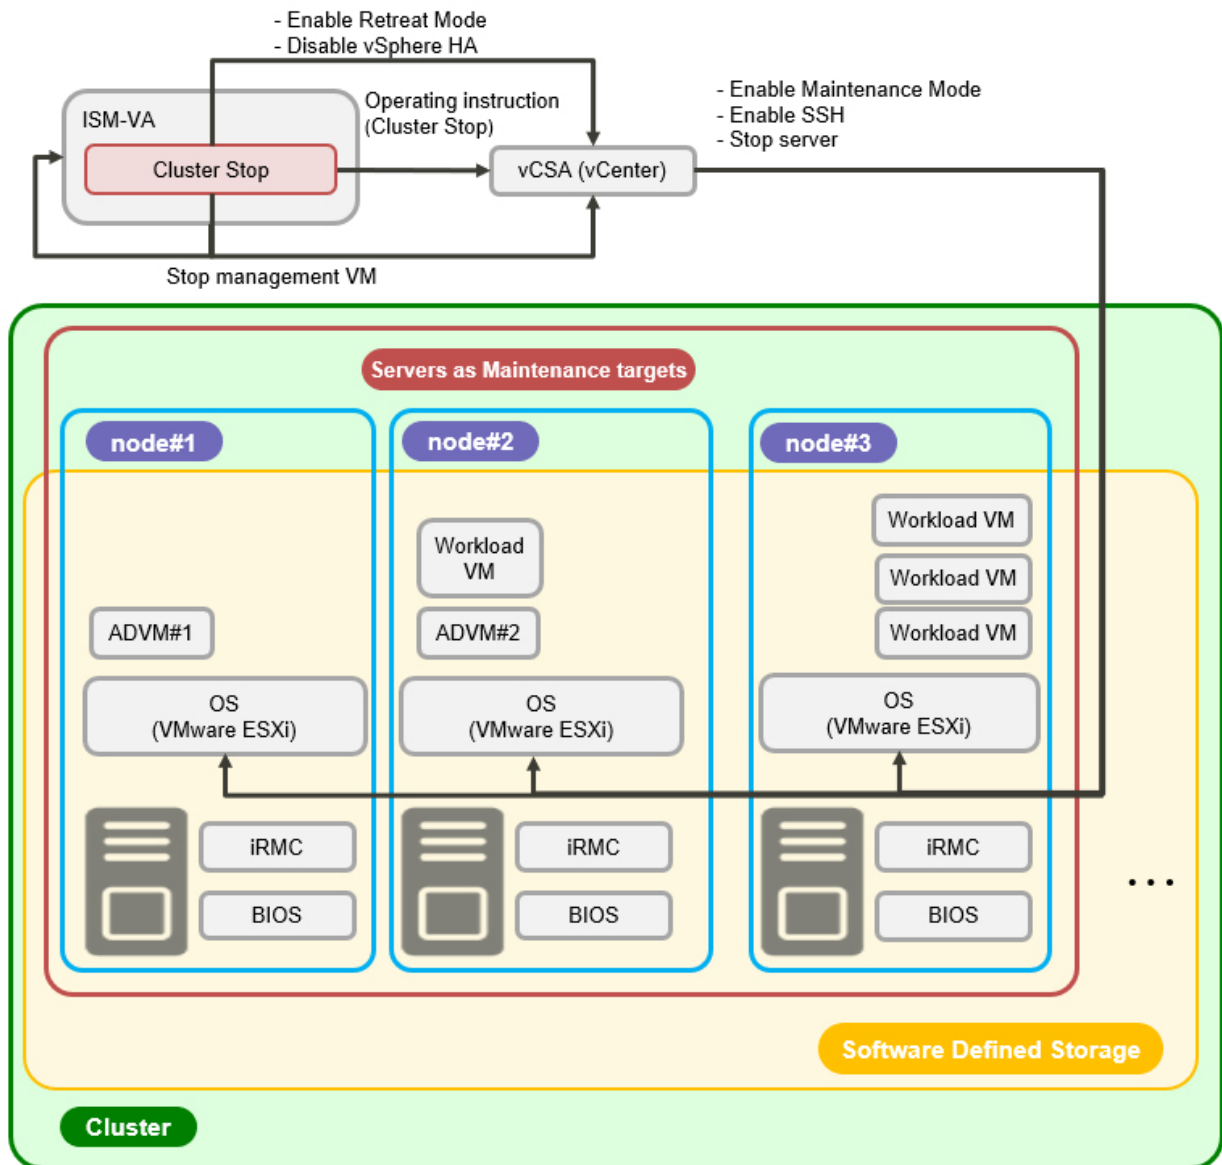 - Enable Retreat Mode
- Disable vSphere HA
ISM-VA
Operating instruction
(Cluster Stop)
- Enable Maintenance Mode
- Enable SSH
- Stop server
Cluster Stop
vCSA (vCenter)
Stop management VM
Servers as Maintenance targets
node#1
node#2
node#3
Workload VM
Workload
VM
Workload VM
ADVM#1
ADVM#2
Workload VM
OS
(VMware ESXi)
OS
(VMware ESXi)
OS
(VMware ESXi)
iRMC
iRMC
iRMC
BIOS
BIOS
BIOS
...
Software Defined Storage
Cluster